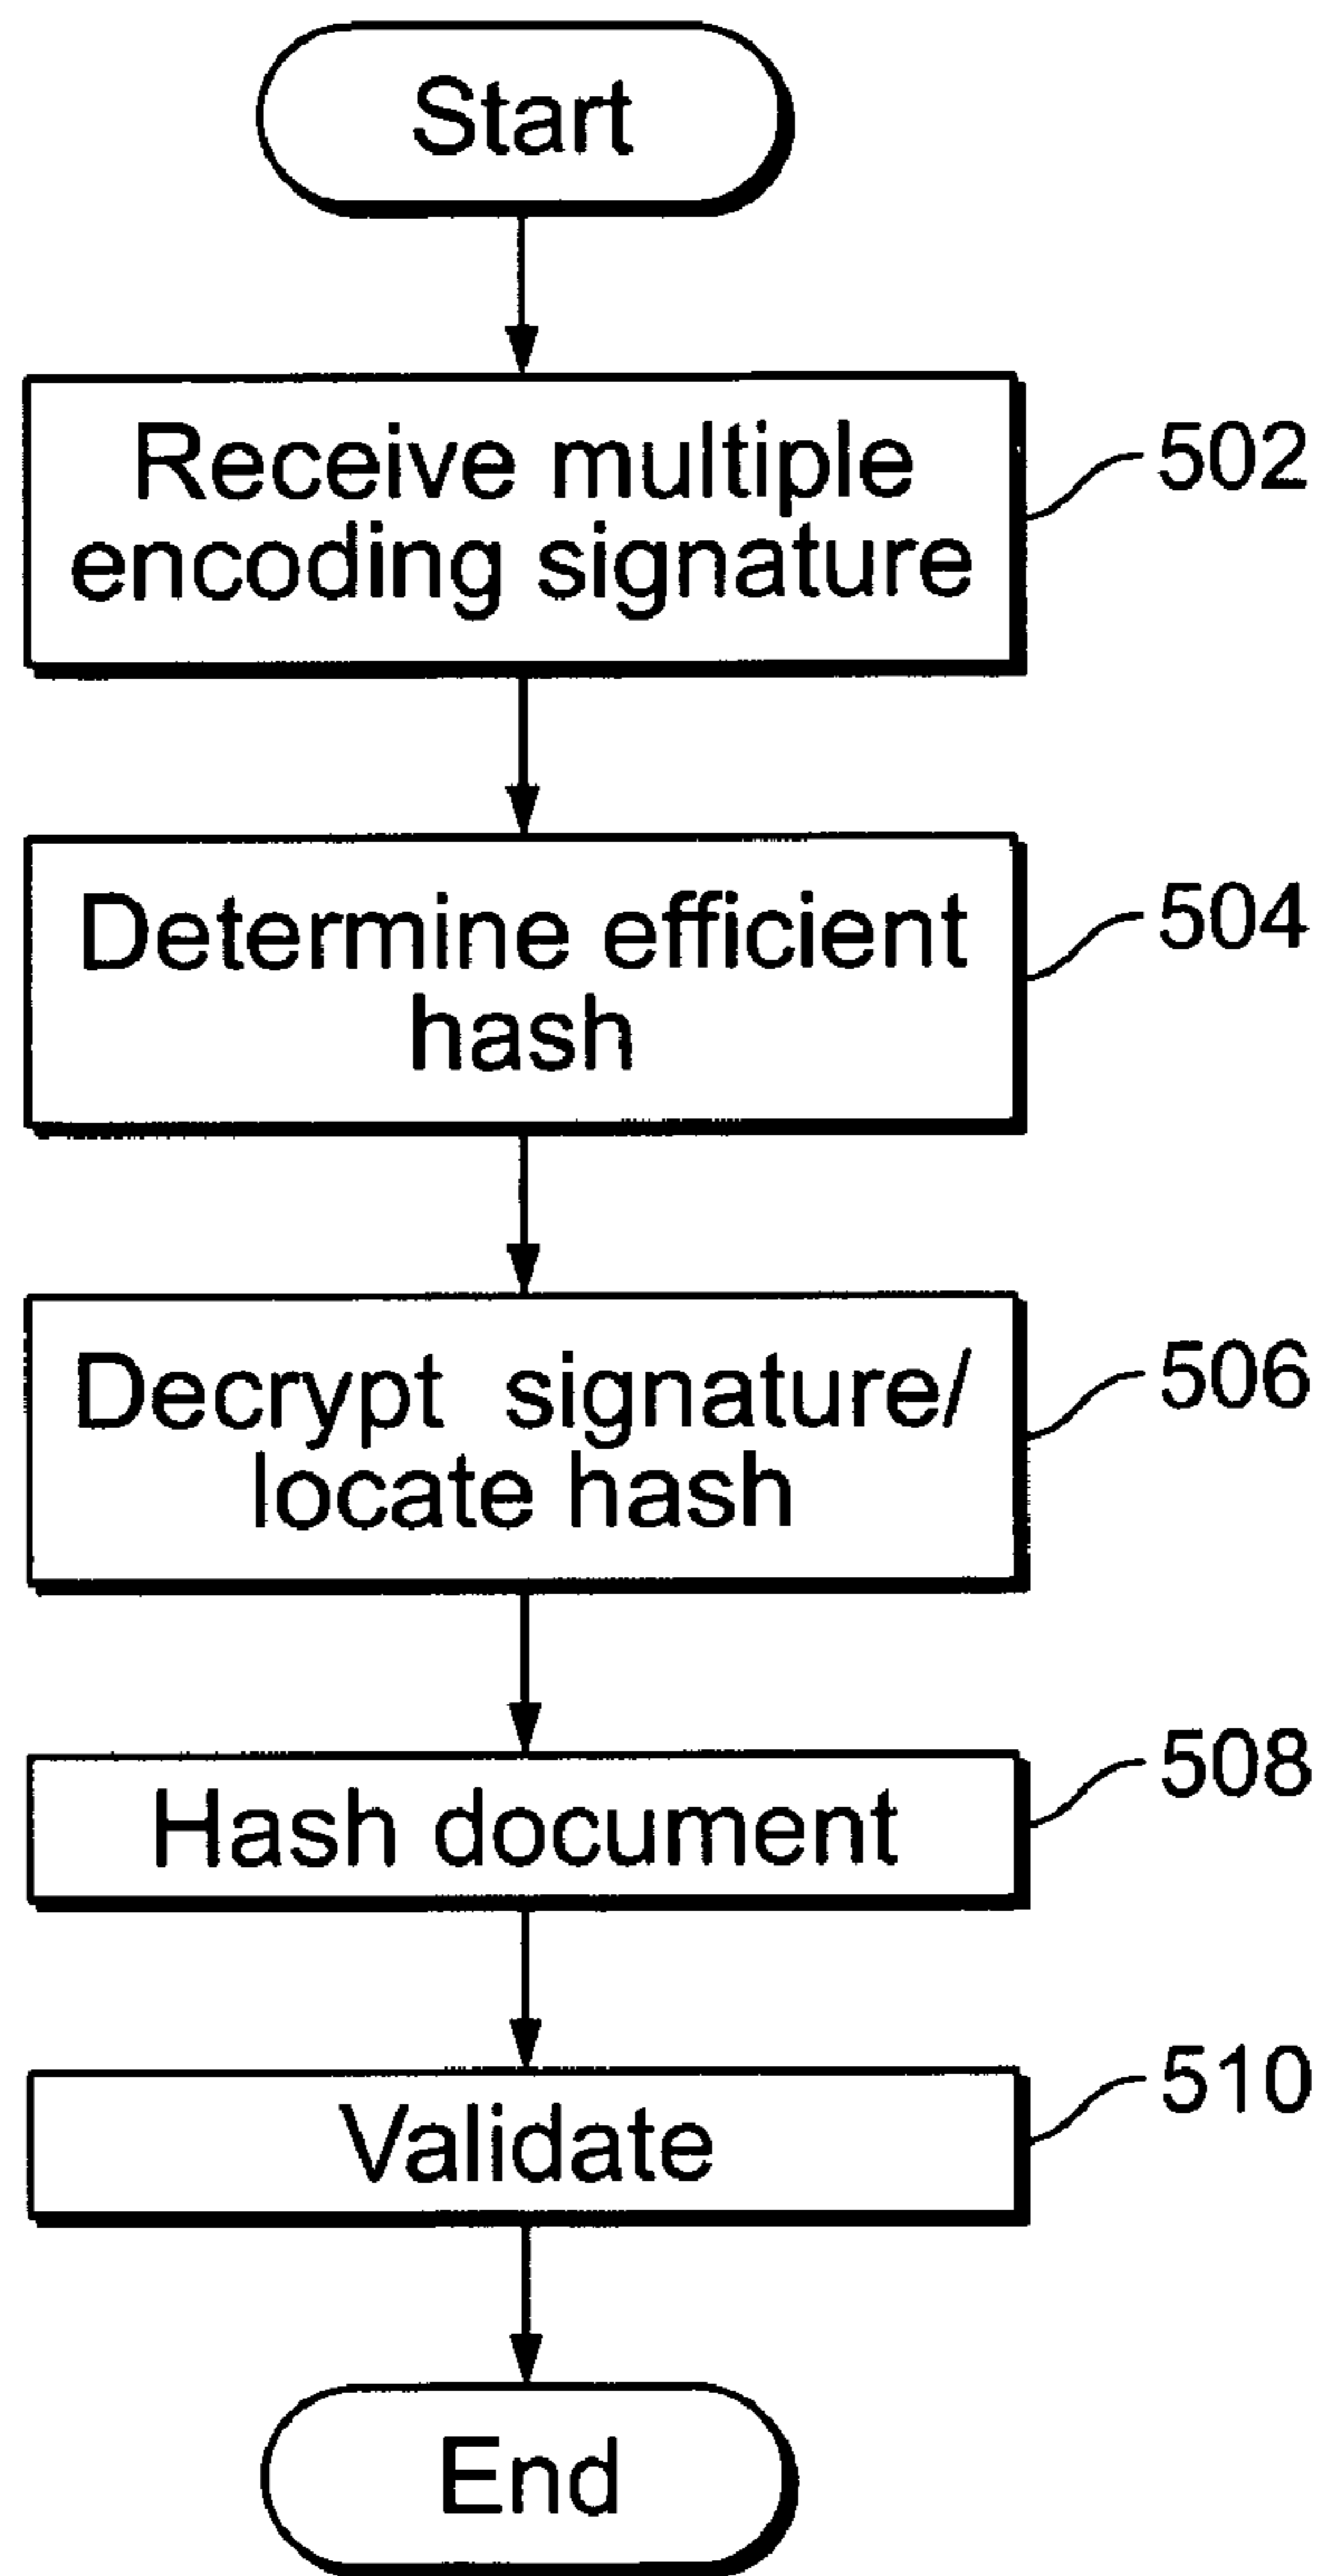 Start
Receive multiple
encoding signature
502
Determine efficient
hash
504
Decrypt signature/
locate hash
506
Hash document
508
Validate
510
End